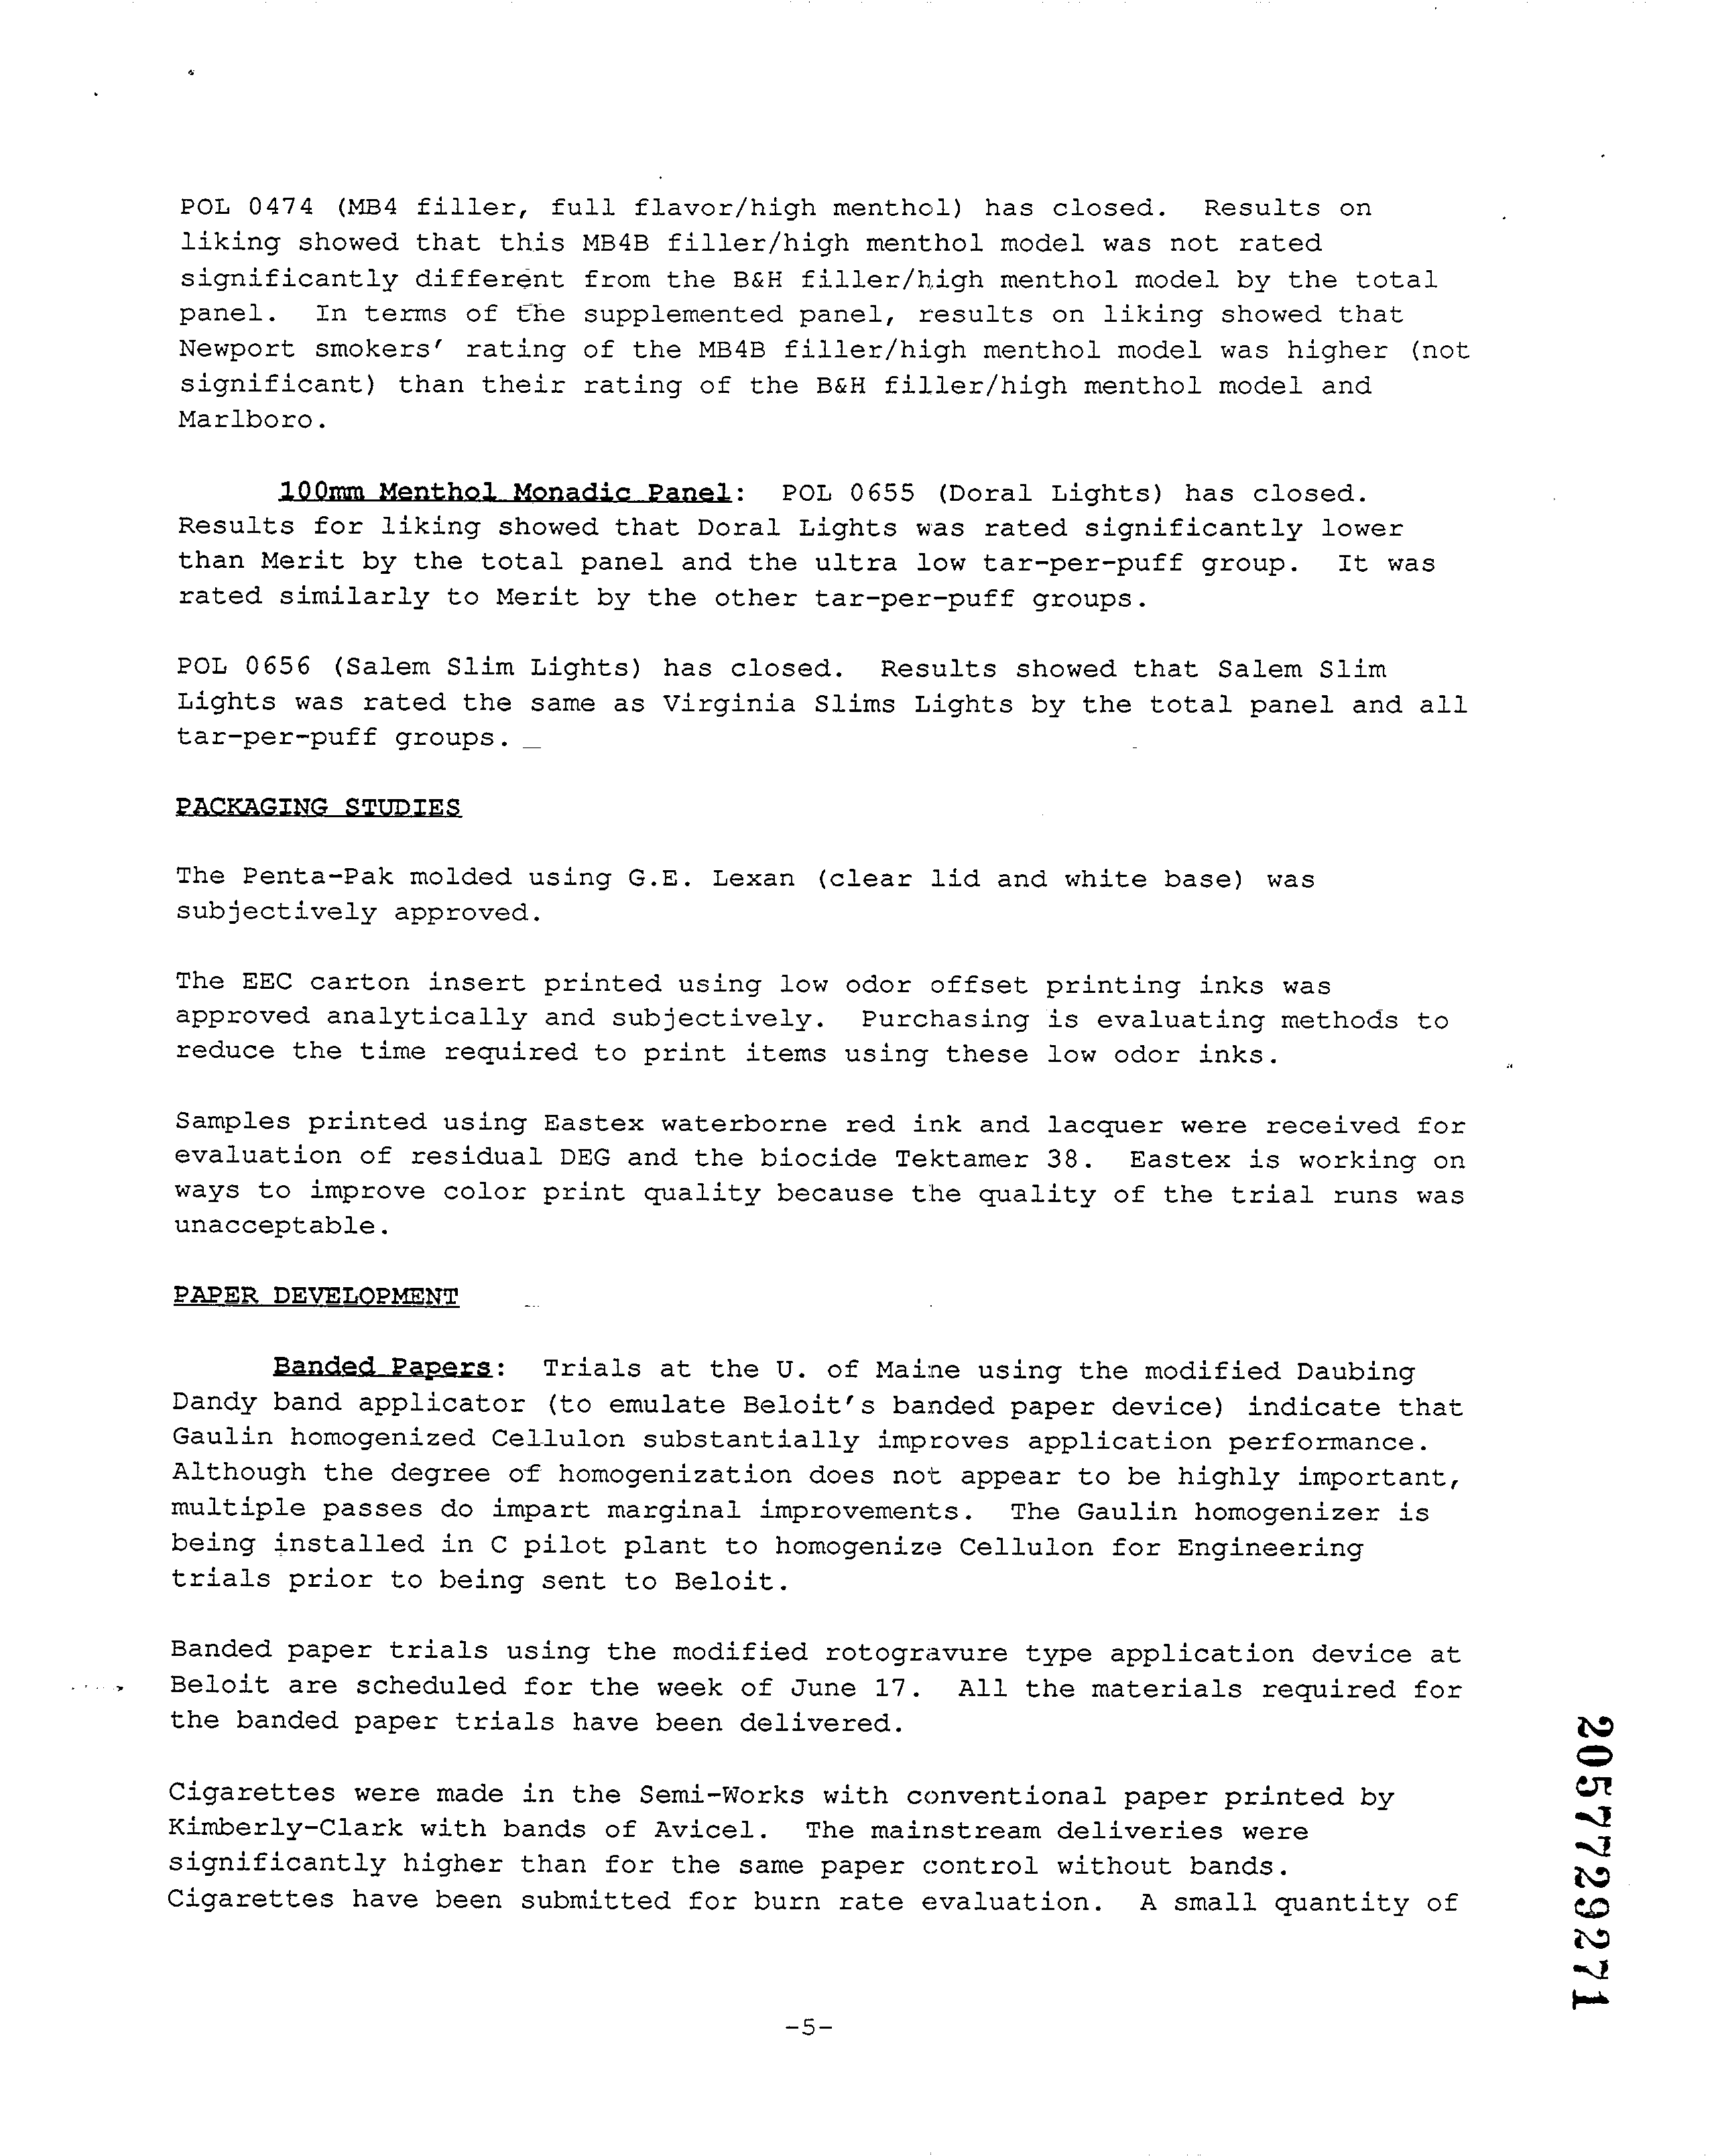 POL 0474 (MB4 filler, full flavor/high menthol) has closed.  Results on
liking showed that this MB4B filler/high menthol model was not rated
significantly different from the B&H filler/high menthol model by the total
panel.  In terms of the supplemented panel, results on liking showed that
Newport smokers' rating of the MB4B filler/high menthol model was higher (not
significant) than their rating of the B&H filler/high menthol model and
Marlboro.
100mm Menthol Monadic Panel:  POL 0655 (Doral Lights) has closed.
Results for liking showed that Doral Lights was rated significantly lower
than Merit by the total panel and the ultra low tar-per-puff group.  It was
rated similarly to Merit by the other tar-per-puff groups.
POL 0656 (Salem Slim Lights) has closed.  Results showed that Salem Slim
Lights was rated the same as Virginia Slims Lights by the total panel and all
tar-per-puff groups.
PACKAGING STUDIES
The Penta-Pak molded using G.E. Lexan (clear lid and white base) was
subjectively approved.
The EEC carton insert printed using low odor offset printing inks was
approved analytically and subjectively.  Purchasing is evaluating methods to
reduce the time required to print items using these low odor inks.
Samples printed using Eastex waterborne red ink and lacquer were received for
evaluation of residual DEG and the biocide Tektamer 38.  Eastex is working on
ways to improve color print quality because the quality of the trial runs was
unacceptable.
PAPER DEVELOPMENT
Banded Papers:  Trials at the U. of Maine using the modified Daubing
Dandy band applicator (to emulate Beloit's banded paper device) indicate that
Gaulin homogenized Cellulon substantially improves application performance.
Although the degree of homogenization does not appear to be highly important,
multiple passes do impart marginal improvements.  The Gaulin homogenizer is
being installed in C pilot plant to homogenize Cellulon for Engineering
trials prior to being sent to Beloit.
Banded paper trials using the modified rotogravure type application device at
Beloit are scheduled for the week of June 17.  All the materials required for
the banded paper trials have been delivered.
Cigarettes were made in the Semi-Works with conventional paper printed by
Kimberly-Clark with bands of Avicel.  The mainstream deliveries were
significantly higher than for the same paper control without bands.
Cigarettes have been submitted for burn rate evaluation.  A small quantity of
-5-
2057729271